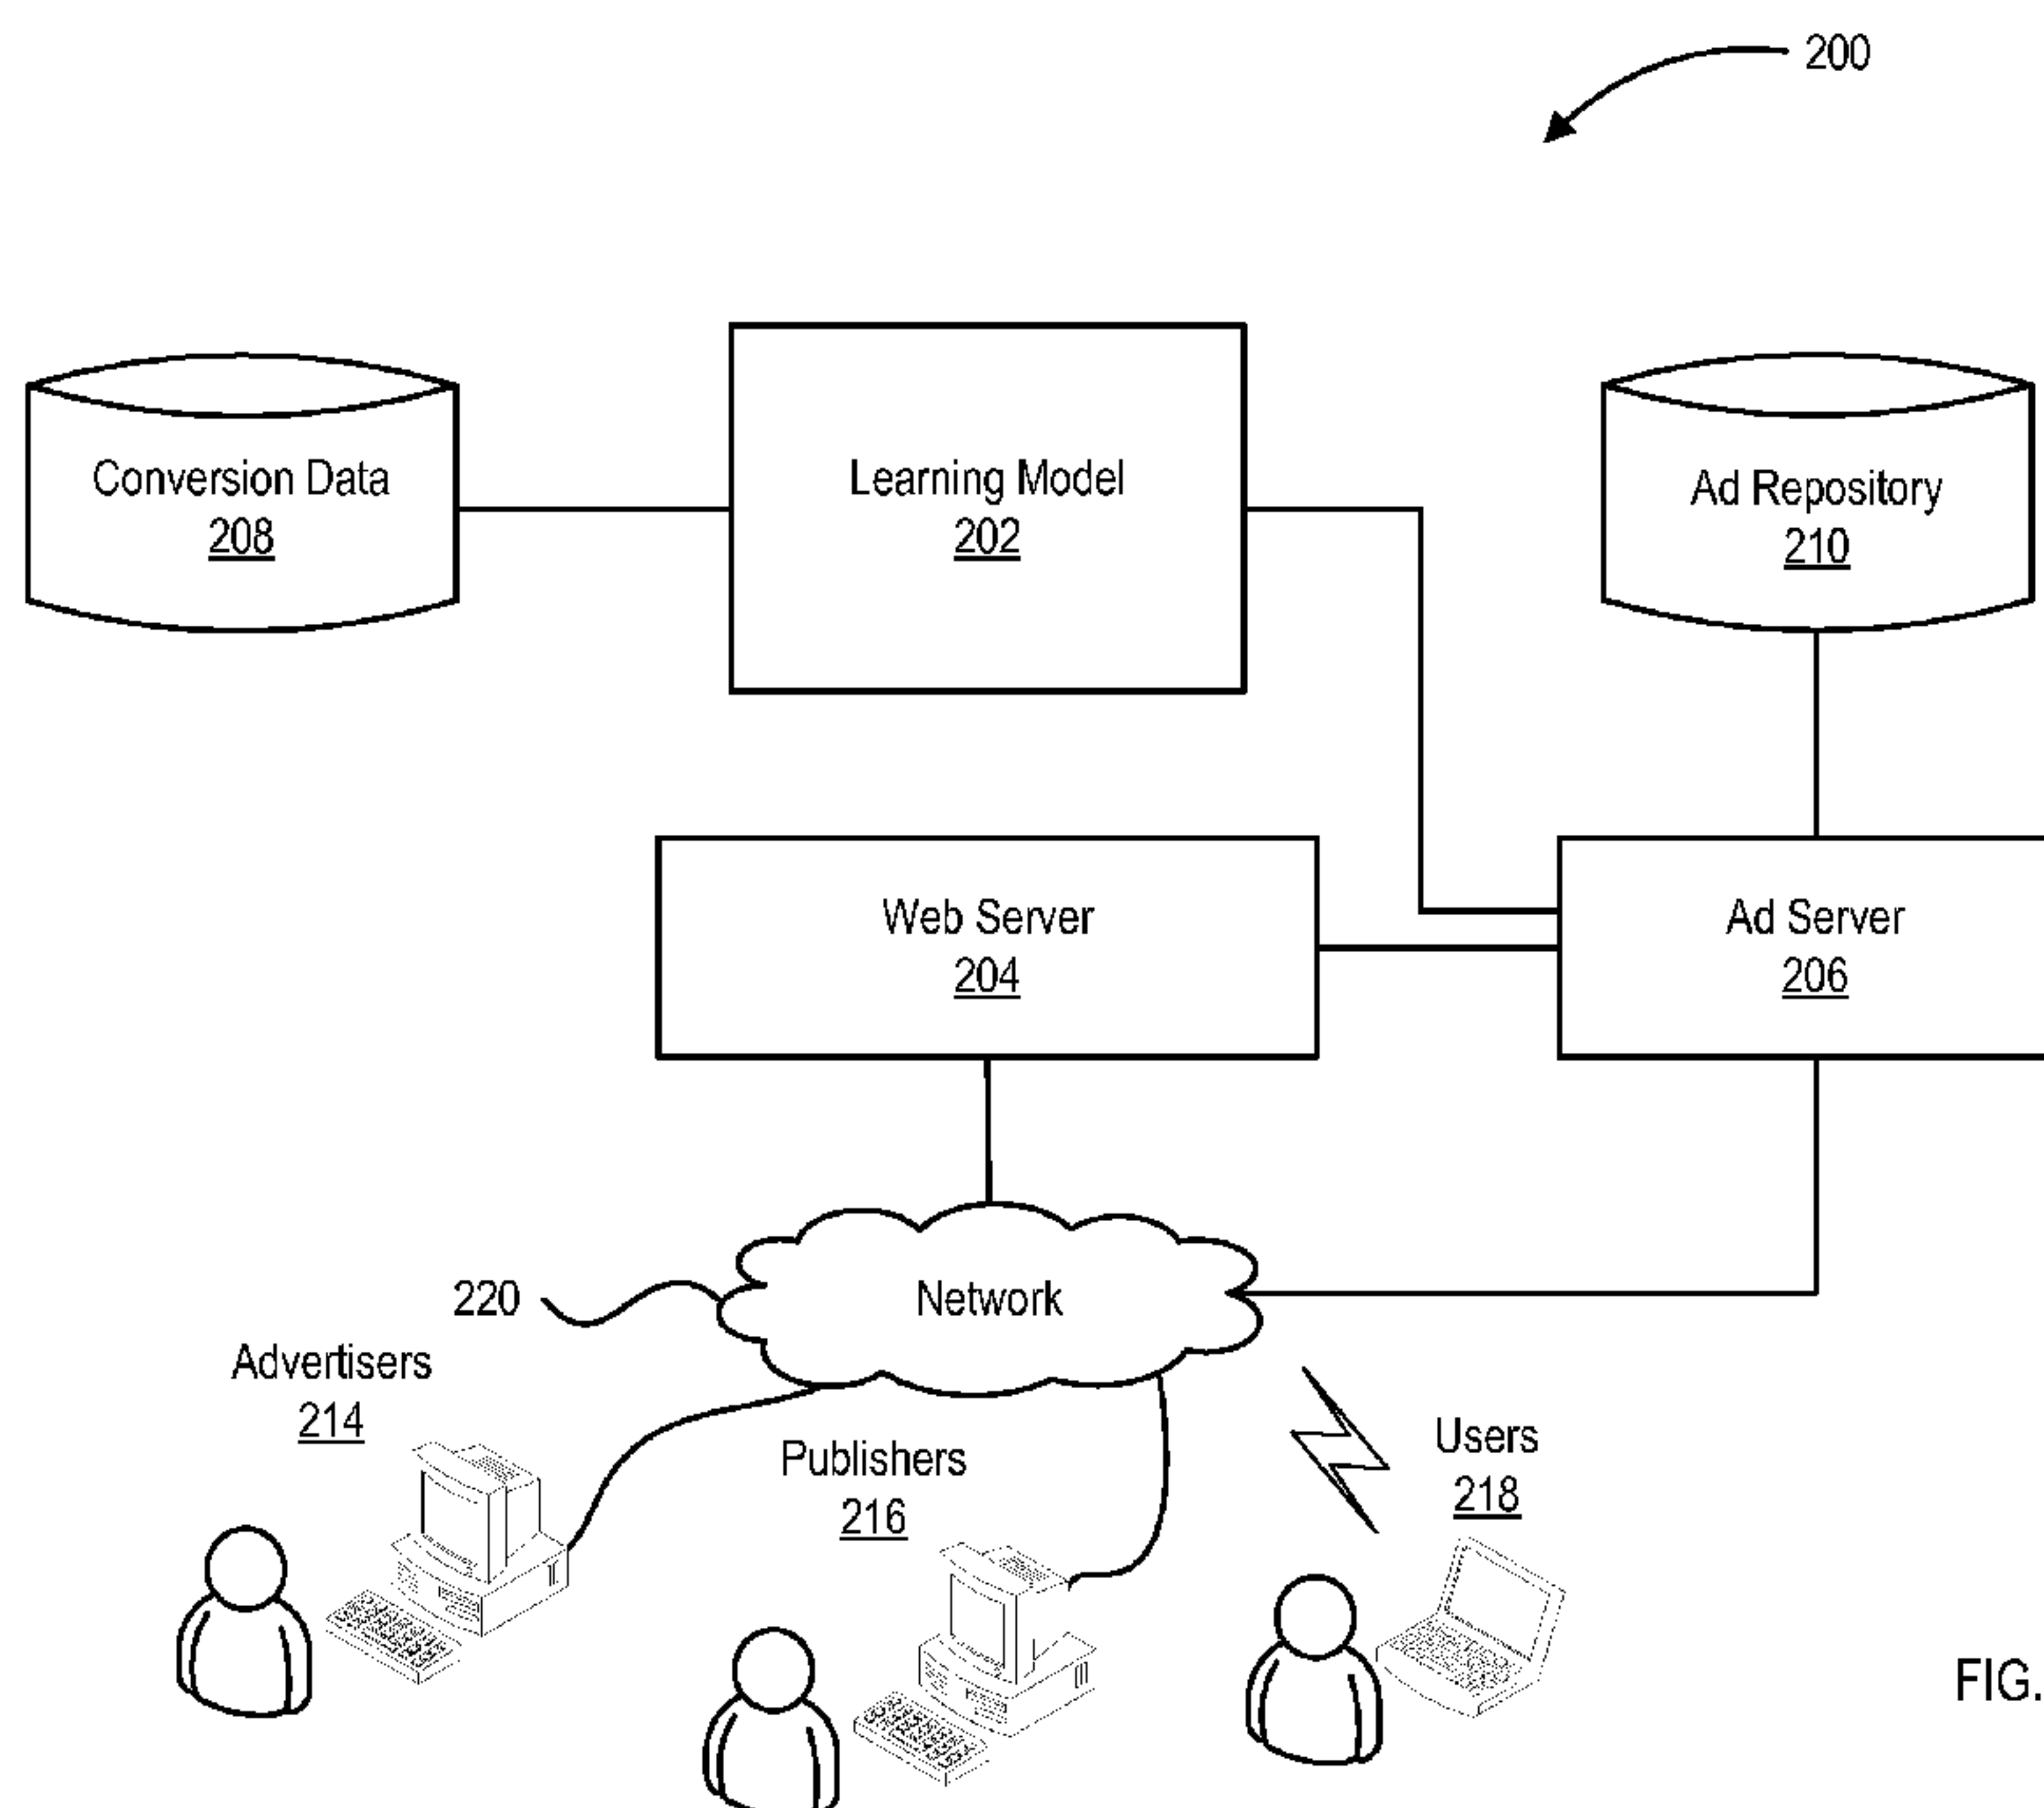 200
Conversion Data
208
Learning Model
202
Ad Repository
210
Web Server
204
Ad Server
206
Network
220
Advertisers
214
Publishers
216
Users
218
FIG.